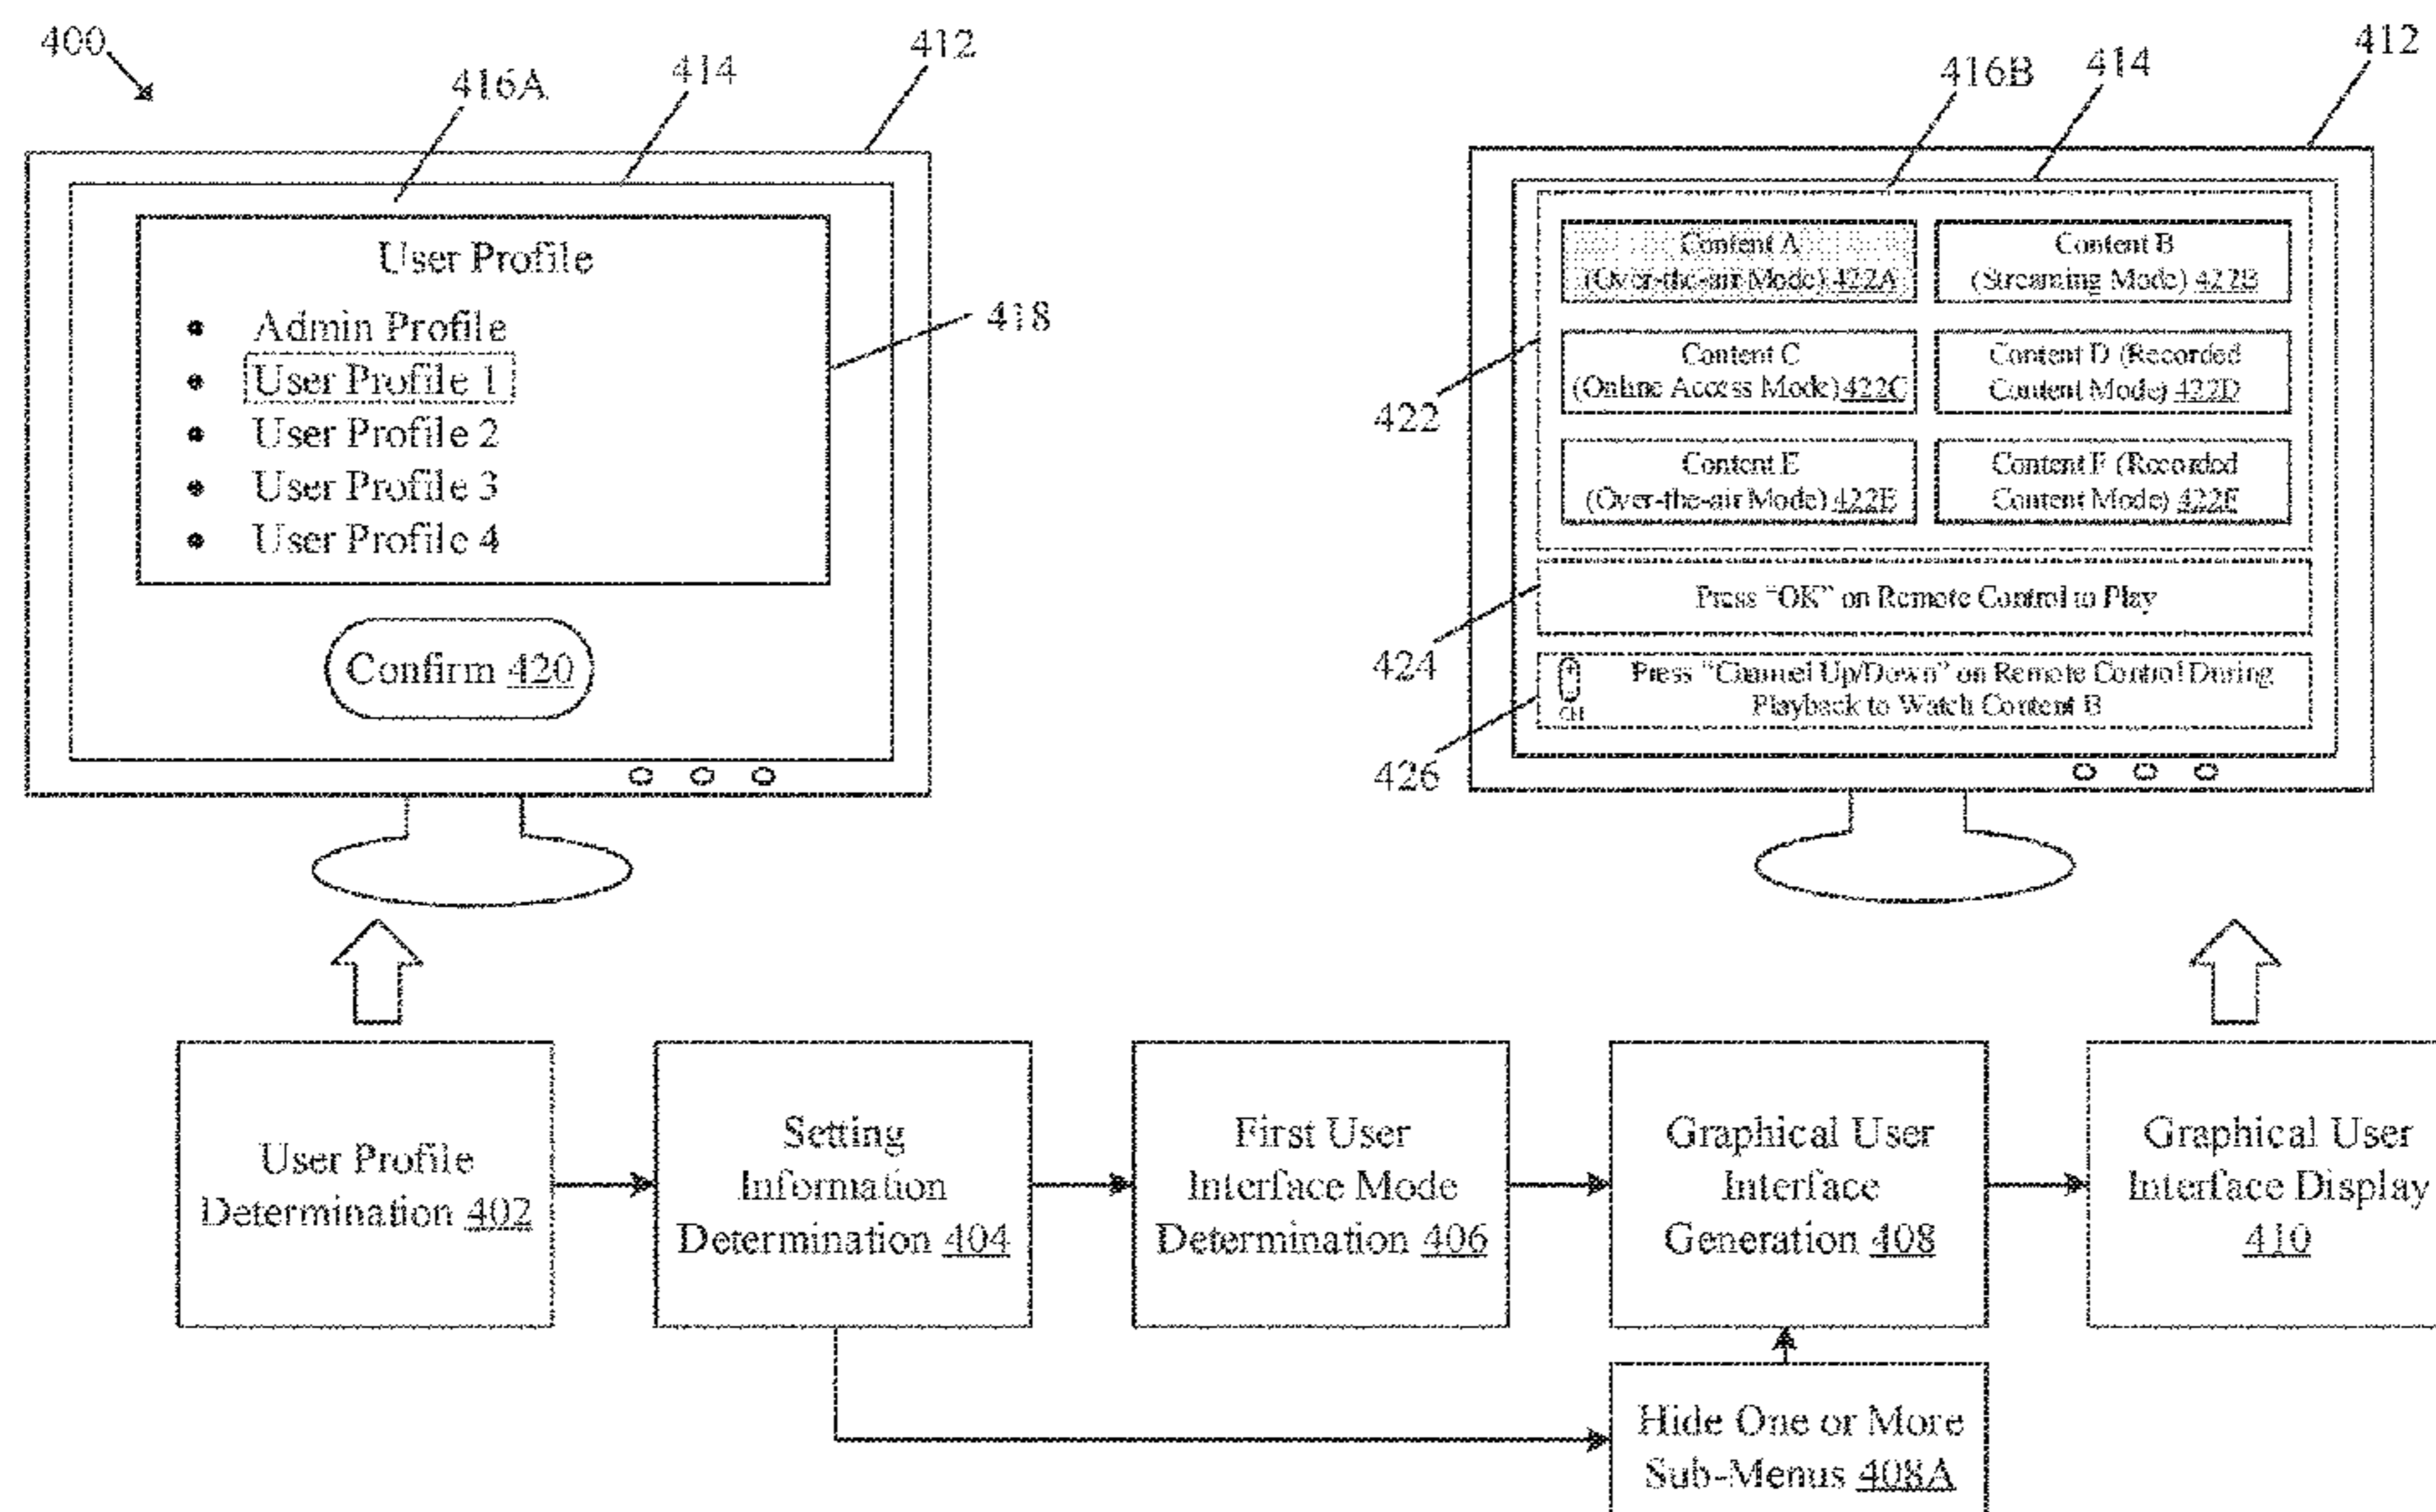 400
416A
414
412
User Profile
• Admin Profile
• User Profile 1
• User Profile 2
• User Profile 3
• User Profile 4
418
Confirm 420
416B
414
412
Content A
(Over-the-air Mode) 422A
Content B
(Streaming Mode) 422B
Content C
(Online Access Mode) 422C
Content D (Recorded
Content Mode) 422D
Content E
(Over-the-air Mode) 422E
Content F (Recorded
Content Mode) 422F
422
Press “OK” on Remote Control to Play
424
+
-
CH
Press “Channel Up/Down” on Remote Control During
Playback to Watch Content B
426
User Profile
Determination 402
Setting
Information
Determination 404
First User
Interface Mode
Determination 406
Graphical User
Interface
Generation 408
Graphical User
Interface Display
410
Hide One or More
Sub-Menus 408A